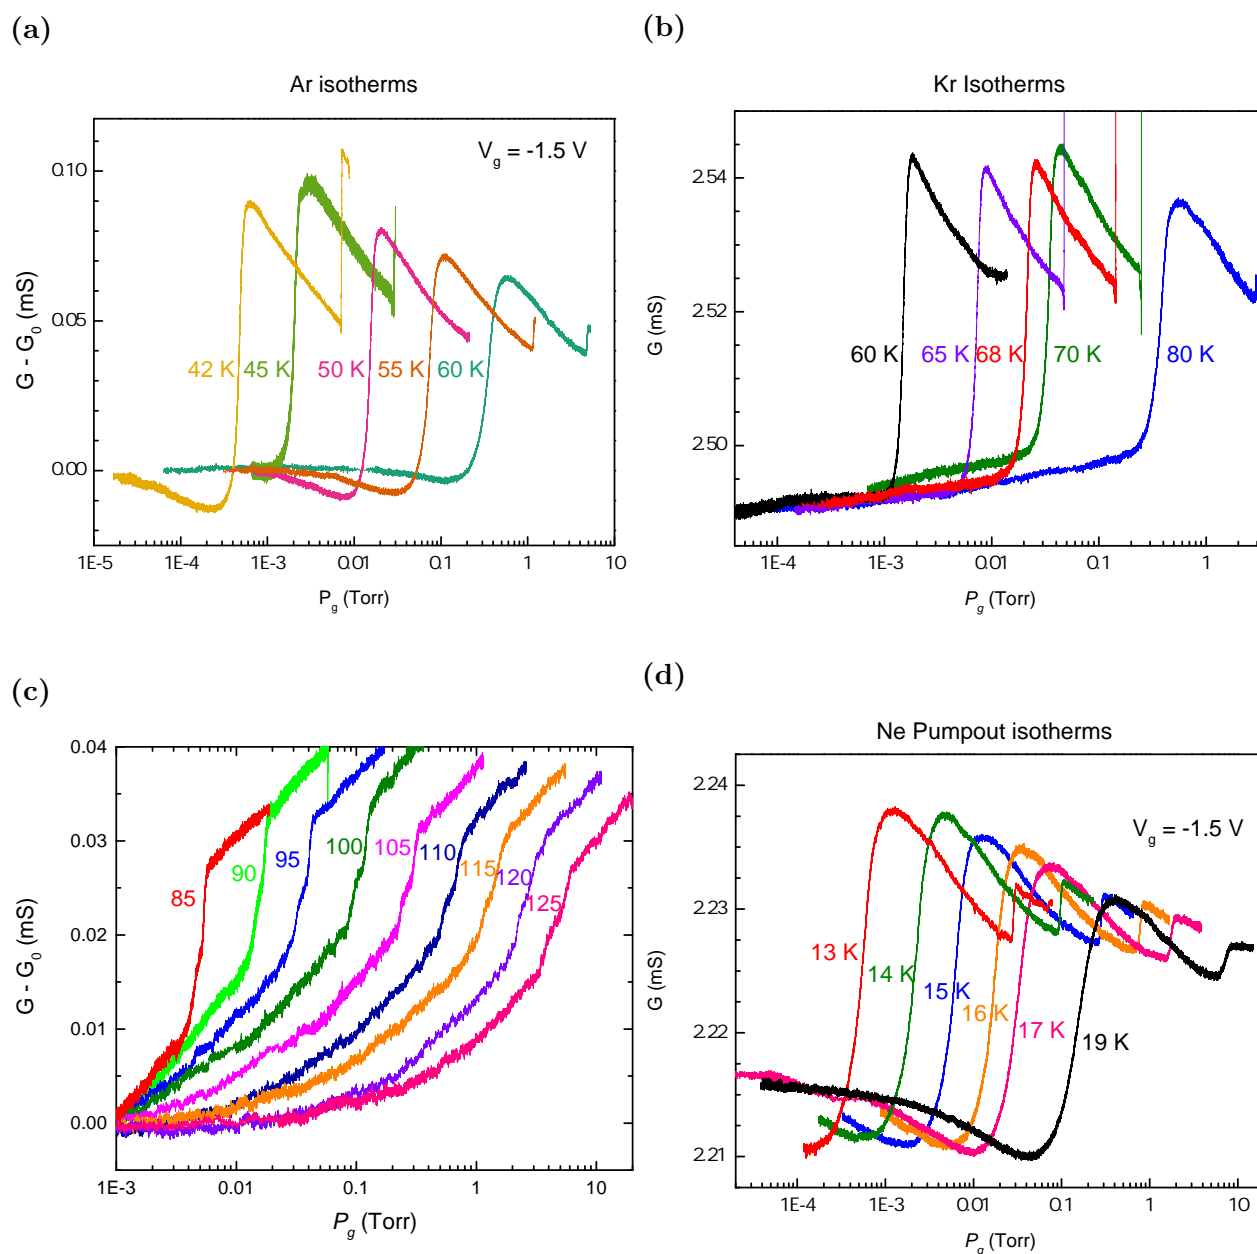 (a)
Ar isotherms
V_g = -1.5 V
G - G_0 (mS)
0.10
0.05
0.00
42 K
45 K
50 K
55 K
60 K
1E-5
1E-4
1E-3
0.01
0.1
1
10
P_g (Torr)
(b)
Kr Isotherms
G (mS)
2.54
2.52
2.50
60 K
65 K
68 K
70 K
80 K
1E-4
1E-3
0.01
0.1
1
P_g (Torr)
(c)
G - G_0 (mS)
0.04
0.03
0.02
0.01
0.00
85
90
95
100
105
110
115
120
125
1E-3
0.01
0.1
1
10
P_g (Torr)
(d)
Ne Pumpout isotherms
V_g = -1.5 V
G (mS)
2.24
2.23
2.22
2.21
13 K
14 K
15 K
16 K
17 K
19 K
1E-4
1E-3
0.01
0.1
1
10
P_g (Torr)